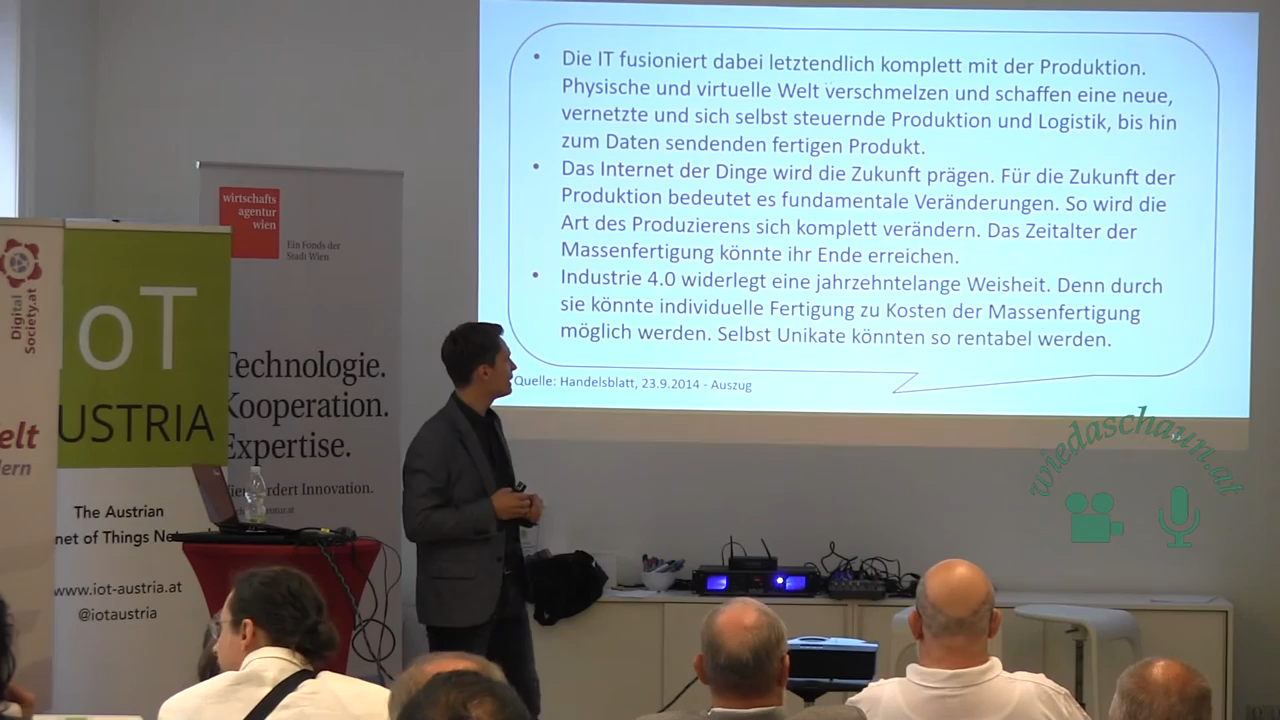 • Die IT fusioniert dabei letztendlich komplett mit der Produktion.
Physische und virtuelle Welt verschmelzen und schaffen eine neue,
vernetzte und sich selbst steuernde Produktion und Logistik, bis hin
zum Daten sendenden fertigen Produkt.
• Das Internet der Dinge wird die Zukunft prägen. Für die Zukunft der
Produktion bedeutet es fundamentale Veränderungen. So wird die
Art des Produzierens sich komplett verändern. Das Zeitalter der
Massenfertigung könnte ihr Ende erreichen.
• Industrie 4.0 widerlegt eine jahrzehntelange Weisheit. Denn durch
sie könnte individuelle Fertigung zu Kosten der Massenfertigung
möglich werden. Selbst Unikate könnten so rentabel werden.
Quelle: Handelsblatt, 23.9.2014 - Auszug
wirtschafts
agentur
wien
Ein Fonds der
Stadt Wien
Technologie.
Kooperation.
Expertise.
Innovation.
Digital
Society.at
IoT
AUSTRIA
The Austrian
net of Things
www.iot-austria.at
@iotaustria
elt
ern
wiedaschaun.at